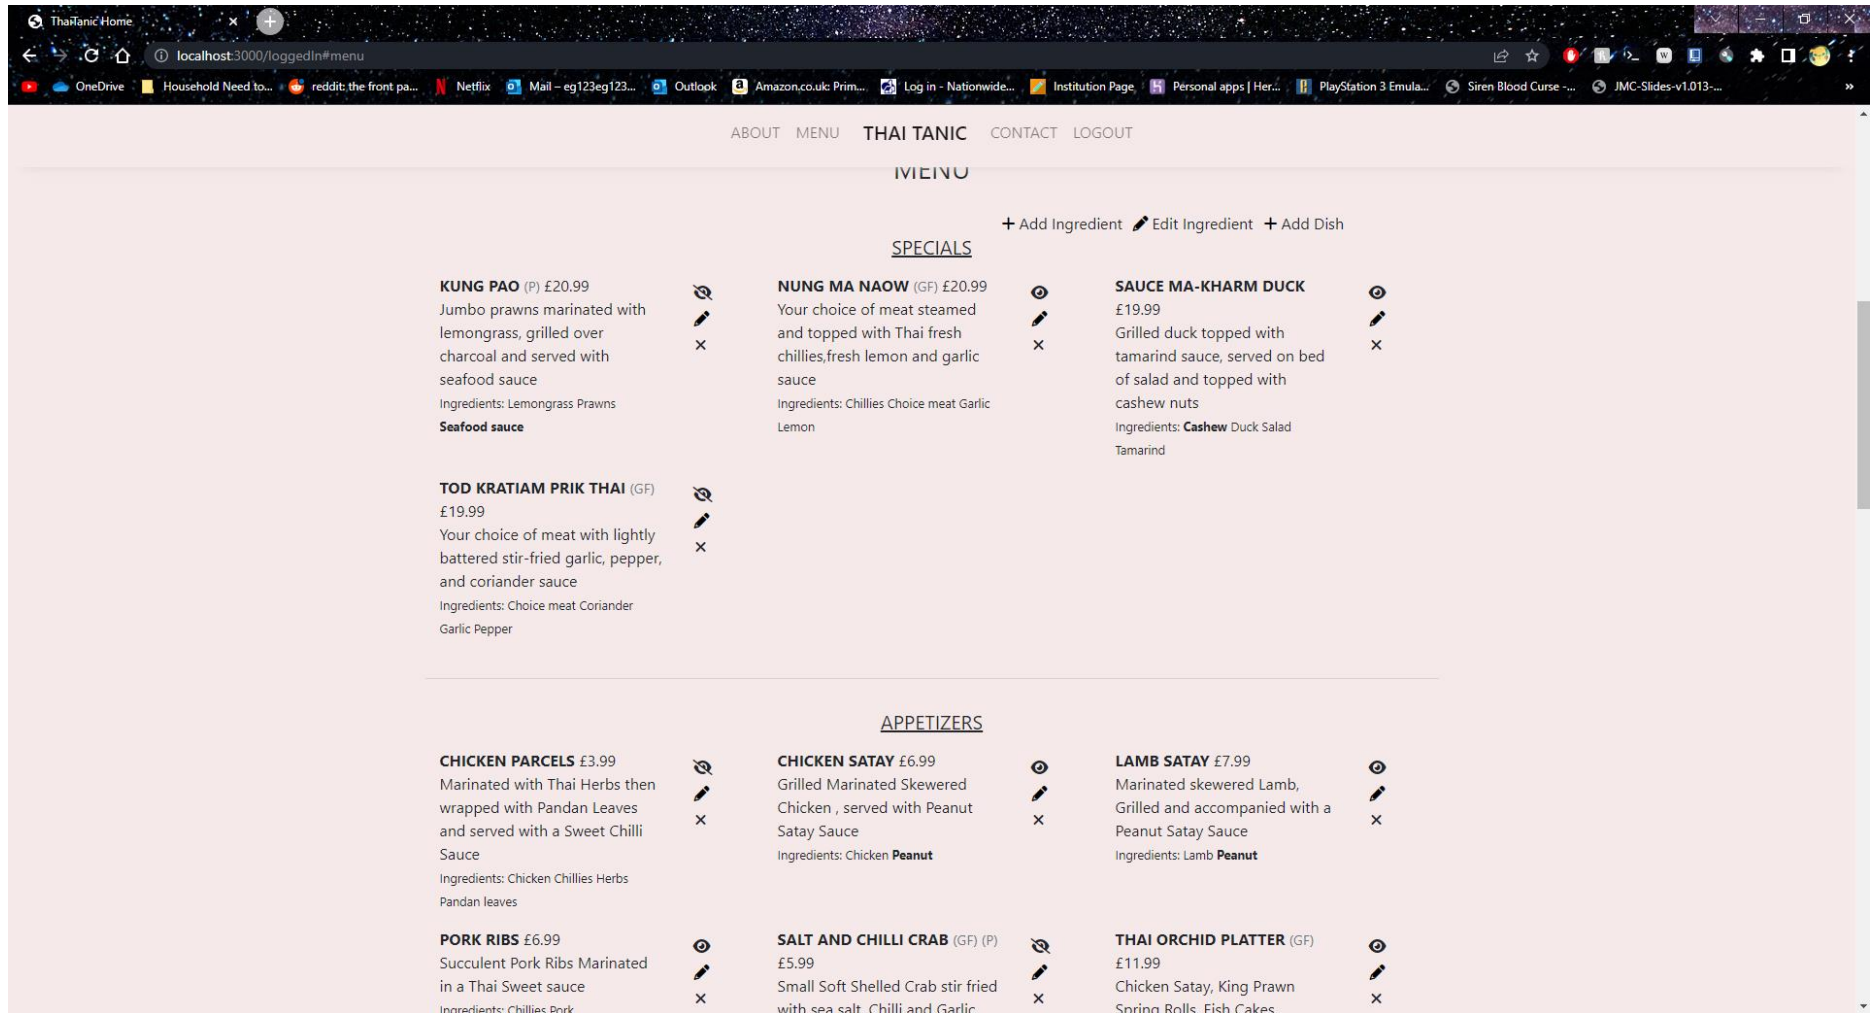 ThaiTanic Home
localhost:3000/loggedIn#menu
OneDrive Household Need to... reddit: the front pa... Netflix Mail – eg123eg123... Outlook Amazon.co.uk: Prim... Log in - Nationwide... Institution Page Personal apps | Her... PlayStation 3 Emula... Siren Blood Curse -... JMC-Slides-v1.013-... »
ABOUT MENU THAI TANIC CONTACT LOGOUT
MENU
Add Ingredient Edit Ingredient Add Dish
SPECIALS
KUNG PAO (P) £20.99
Jumbo prawns marinated with
lemongrass, grilled over
charcoal and served with
seafood sauce
Ingredients: Lemongrass Prawns
Seafood sauce
NUNG MA NAOW (GF) £20.99
Your choice of meat steamed
and topped with Thai fresh
chillies,fresh lemon and garlic
sauce
Ingredients: Chillies Choice meat Garlic
Lemon
SAUCE MA-KHARM DUCK
£19.99
Grilled duck topped with
tamarind sauce, served on bed
of salad and topped with
cashew nuts
Ingredients: Cashew Duck Salad
Tamarind
TOD KRATIAM PRIK THAI (GF)
£19.99
Your choice of meat with lightly
battered stir-fried garlic, pepper,
and coriander sauce
Ingredients: Choice meat Coriander
Garlic Pepper
APPETIZERS
CHICKEN PARCELS £3.99
Marinated with Thai Herbs then
wrapped with Pandan Leaves
and served with a Sweet Chilli
Sauce
Ingredients: Chicken Chillies Herbs
Pandan leaves
CHICKEN SATAY £6.99
Grilled Marinated Skewered
Chicken , served with Peanut
Satay Sauce
Ingredients: Chicken Peanut
LAMB SATAY £7.99
Marinated skewered Lamb,
Grilled and accompanied with a
Peanut Satay Sauce
Ingredients: Lamb Peanut
PORK RIBS £6.99
Succulent Pork Ribs Marinated
in a Thai Sweet sauce
Ingredients: Chillies Pork
SALT AND CHILLI CRAB (GF) (P)
£5.99
Small Soft Shelled Crab stir fried
with sea salt, Chilli and Garlic
THAI ORCHID PLATTER (GF)
£11.99
Chicken Satay, King Prawn
Spring Rolls, Fish Cakes